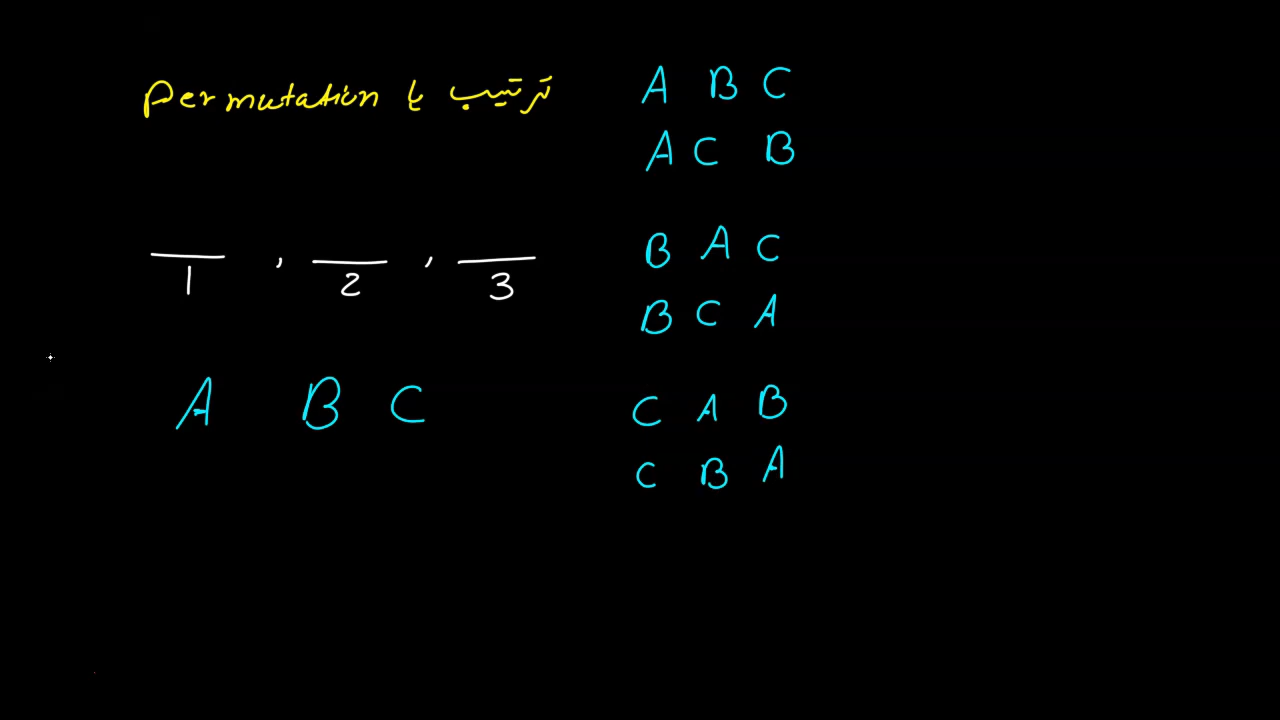 ترتیب یا Permutation
A B C
A C B
1 , 2 , 3
B A C
B C A
A B C
C A B
C B A